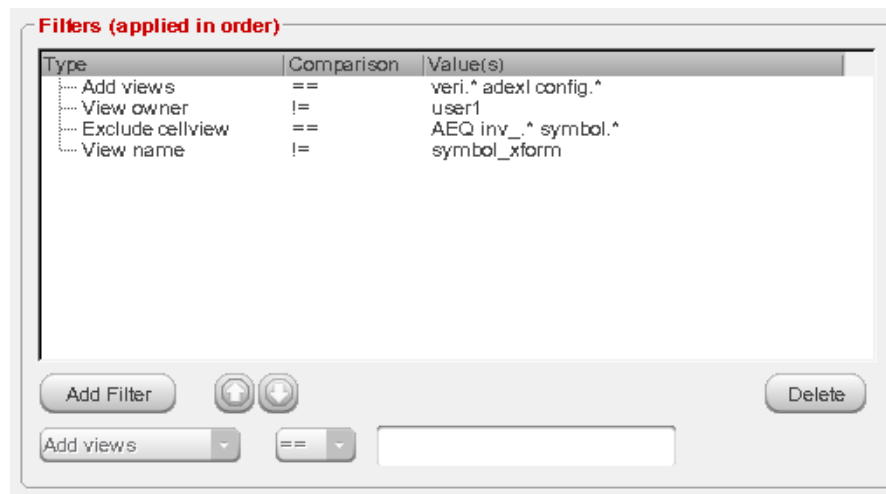 Filters (applied in order)
Type Comparison Value(s)
Add views == veri.* adexl config.*
View owner != user1
Exclude cellview == AEQ inv_.* symbol.*
View name != symbol_xform
Add Filter Delete
Add views ==